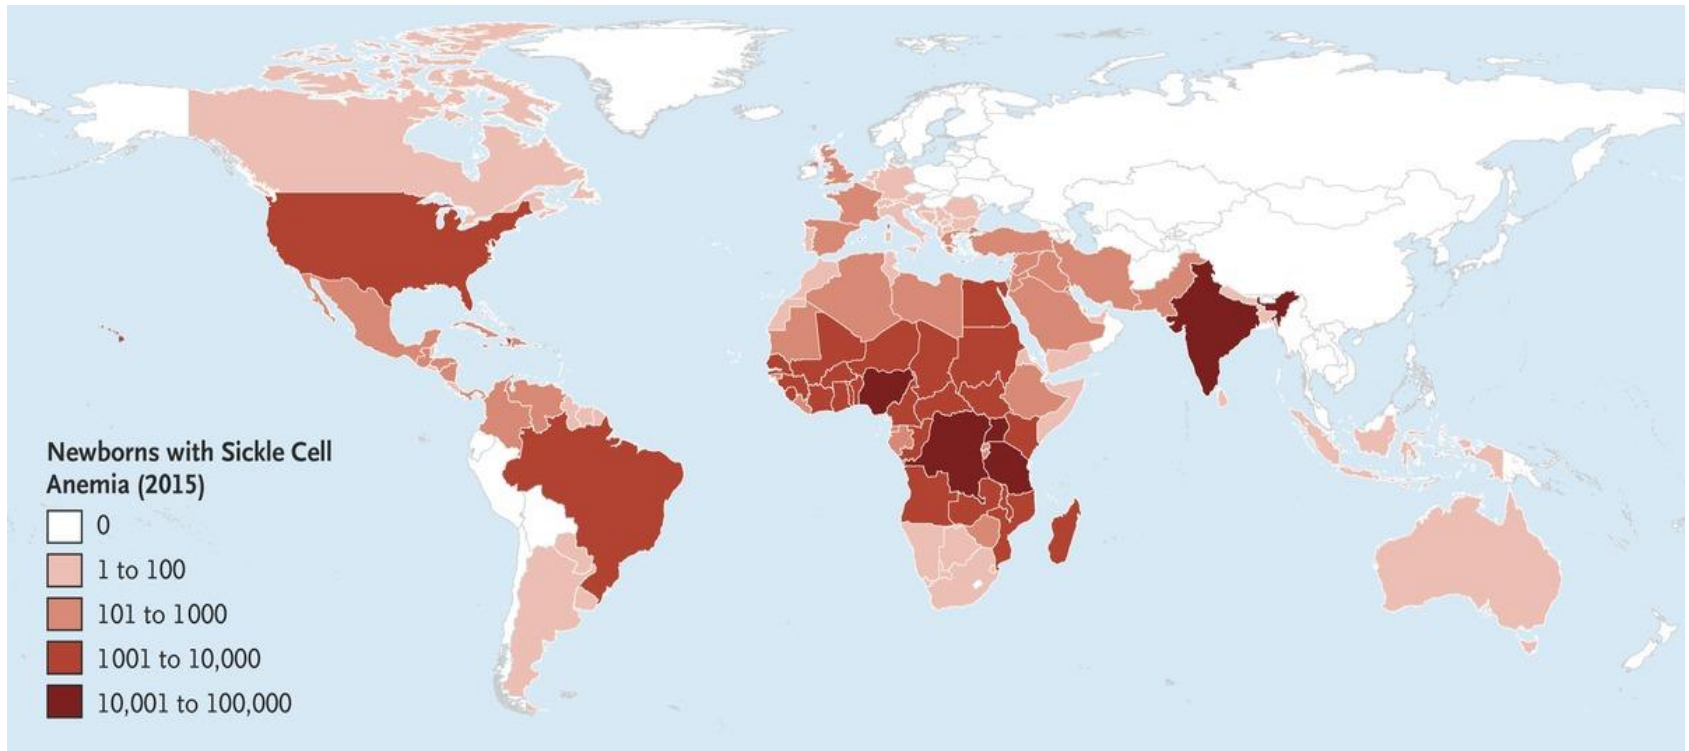 Newborns with Sickle Cell
Anemia (2015)
0
1 to 100
101 to 1000
1001 to 10,000
10,001 to 100,000